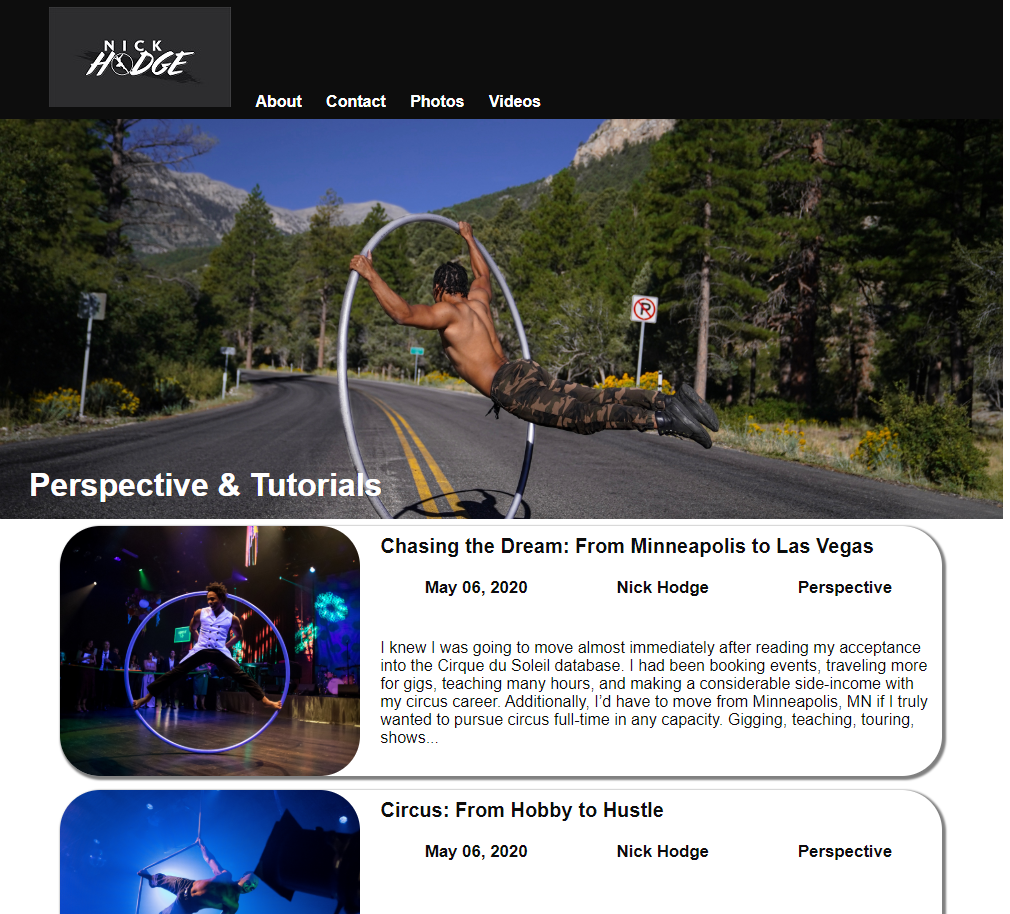 NICK
HODGE
About Contact Photos Videos
Perspective & Tutorials
Chasing the Dream: From Minneapolis to Las Vegas
May 06, 2020 Nick Hodge Perspective
I knew I was going to move almost immediately after reading my acceptance
into the Cirque du Soleil database. I had been booking events, traveling more
for gigs, teaching many hours, and making a considerable side-income with
my circus career. Additionally, I’d have to move from Minneapolis, MN if I truly
wanted to pursue circus full-time in any capacity. Gigging, teaching, touring,
shows...
Circus: From Hobby to Hustle
May 06, 2020 Nick Hodge Perspective